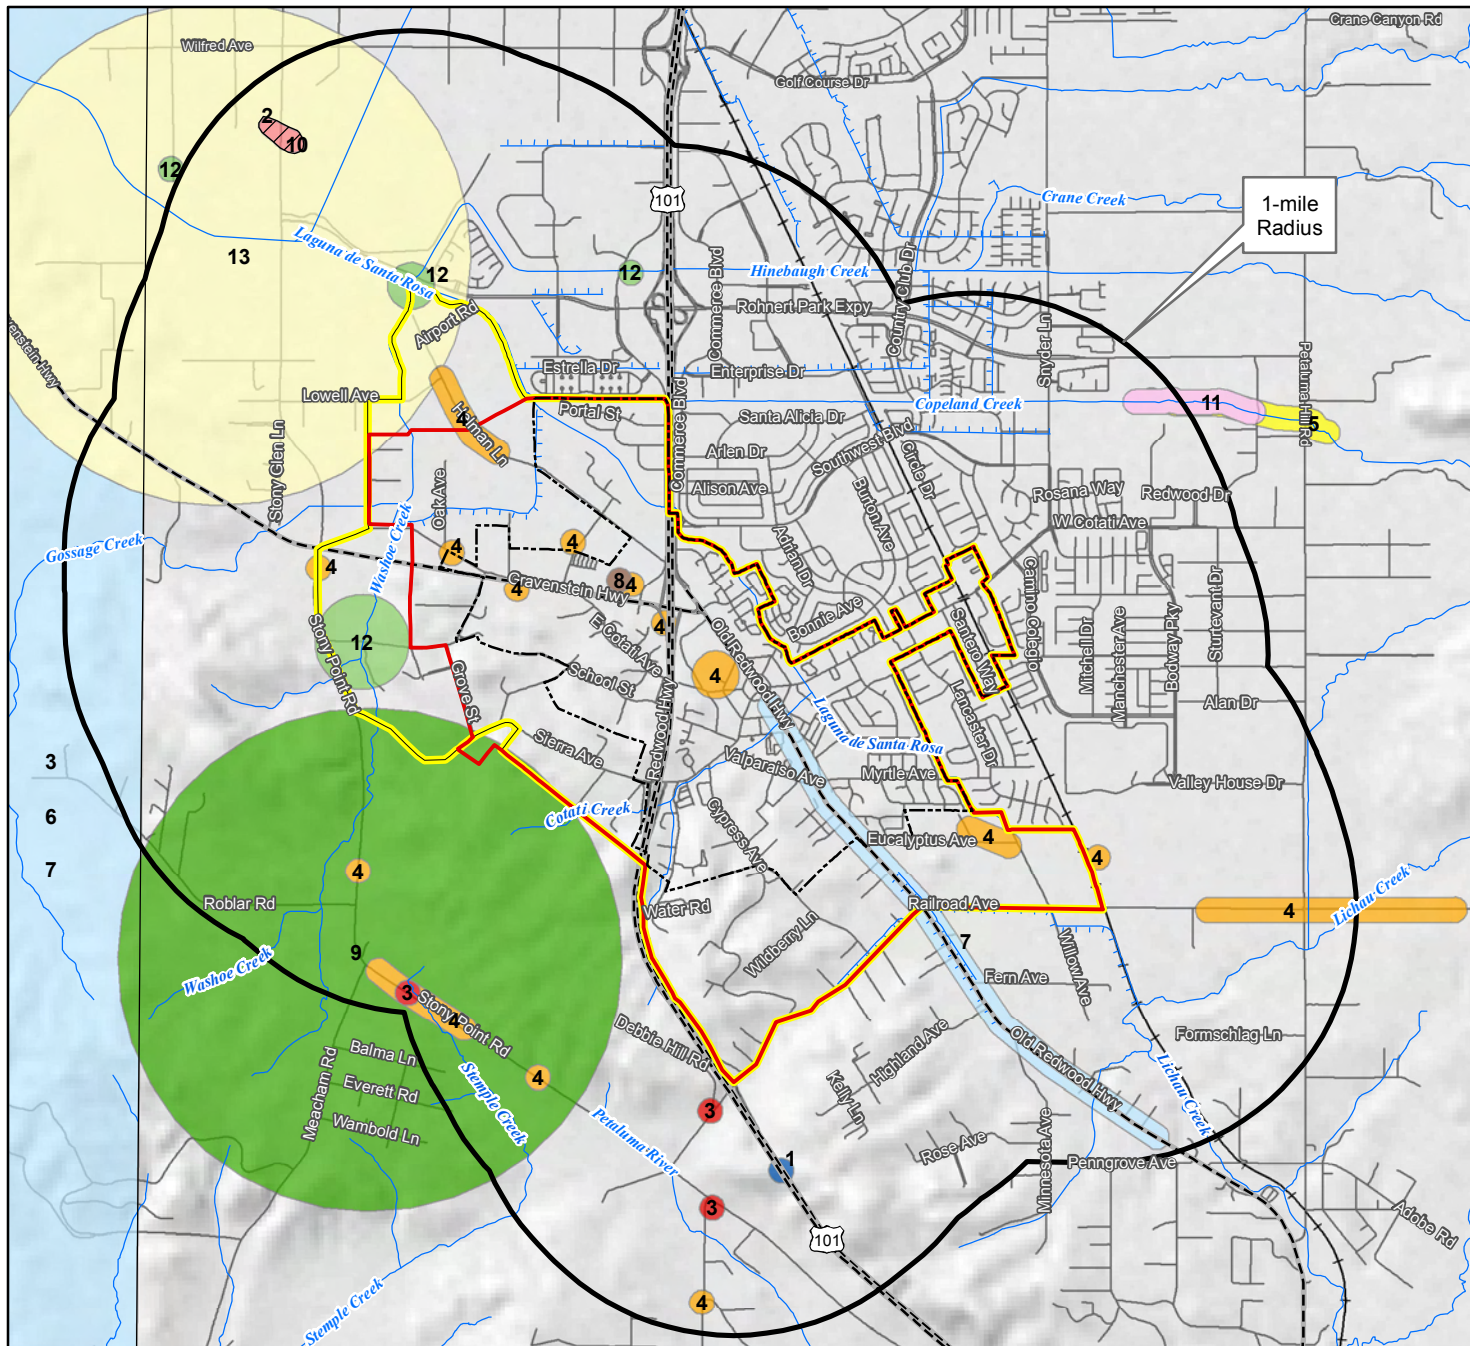 Crane Canyon Rd
Wilfred Ave
Golf Course Dr
2
10
12
101
Crane Creek
1-mile
Radius
13
Laguna de Santa Rosa
12
12
Hinebaugh Creek
Commerce Blvd
Country Club Dr
Rohnert Park Expy
Airport Rd
Snyder Ln
Petaluma Hill Rd
enstein Hwy
Estrella Dr
Enterprise Dr
Lowell Ave
Portal St
Commerce Blvd
Copeland Creek
11
5
4
Helman Ln
Santa Alicia Dr
Southwest Blvd
Circle Dr
Stony Glen Ln
Arlen Dr
Alison Ave
Burton Ave
Rosana Way
Redwood Dr
Oak Ave
W Cotati Ave
Gossage Creek
Washoe Creek
4
4
4
Adrian Dr
4
8
4
Gravenstein Hwy
4
Bonnie Ave
Camino Colegio
Sturtevant Dr
Stony Point Rd
12
E Cotati Ave
Old Redwood Hwy
Santero Way
Mitchell Dr
Manchester Ave
Bodway Pky
School St
4
Grove St
Redwood Hwy
Laguna de Santa Rosa
Lancaster Dr
Alan Dr
3
Sierra Ave
Valparaiso Ave
Myrtle Ave
Valley House Dr
6
Cotati Creek
Cypress Ave
Eucalyptus Ave
4
4
7
4
Roblar Rd
Water Rd
Railroad Ave
4
Lichau Creek
Wildberry Ln
7
Willow Ave
9
Washoe Creek
Fern Ave
3
Stony Point Rd
4
Debbie Hill Rd
Highland Ave
Old Redwood Hwy
Formschlag Ln
Balma Ln
Meacham Rd
Everett Rd
Stemple Creek
4
Kelly Ln
Lichau Creek
Wambold Ln
Petaluma River
3
Rose Ave
Minnesota Ave
1
Penngrove Ave
3
101
Adobe Rd
Stemple Creek
4